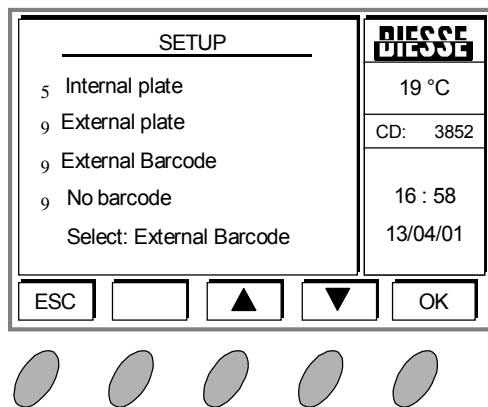 SETUP
5 Internal plate
9 External plate
9 External Barcode
9 No barcode
Select: External Barcode
DIESSE
19 °C
CD: 3852
16 : 58
13/04/01
ESC
▲
▼
OK